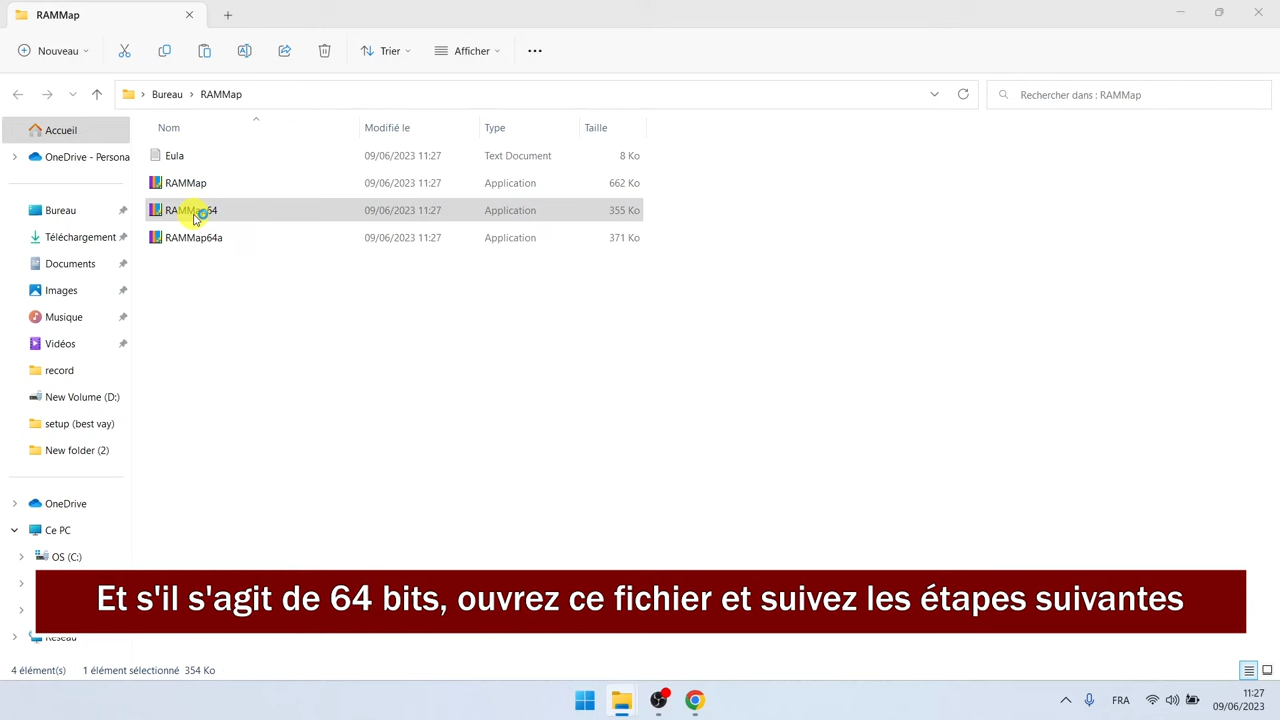 RAMMap
Nouveau
Trier
Afficher
Bureau
RAMMap
Rechercher dans : RAMMap
Nom
Modifié le
Type
Taille
Accueil
OneDrive - Persona
Bureau
Téléchargement
Documents
Images
Musique
Vidéos
record
New Volume (D:)
setup (best vay)
New folder (2)
OneDrive
Ce PC
OS (C:)
Réseau
Eula 09/06/2023 11:27 Text Document 8 Ko
RAMMap 09/06/2023 11:27 Application 662 Ko
RAMMap64 09/06/2023 11:27 Application 355 Ko
RAMMap64a 09/06/2023 11:27 Application 371 Ko
Et s'il s'agit de 64 bits, ouvrez ce fichier et suivez les étapes suivantes
4 élément(s) 1 élément sélectionné 354 Ko
FRA
11:27
09/06/2023